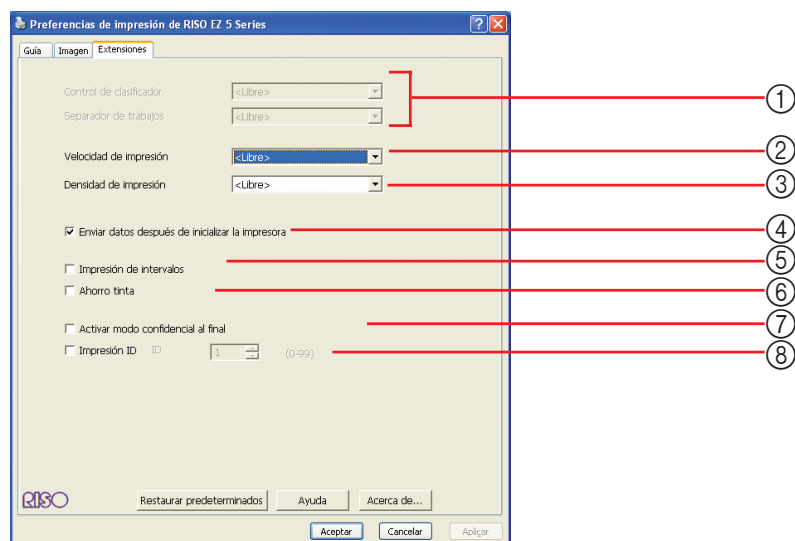 Preferencias de impresión de RISO EZ 5 Series
Guía Imagen Extensiones
Control de clasificador <Libre>
Separador de trabajos <Libre>
①
Velocidad de impresión <Libre> ②
Densidad de impresión <Libre> ③
Enviar datos después de inicializar la impresora ④
Impresión de intervalos ⑤
Ahorro tinta ⑥
Activar modo confidencial al final ⑦
Impresión ID ID 1 (0-99) ⑧
RISO Restaurar predeterminados Ayuda Acerca de...
Aceptar Cancelar Aplicar